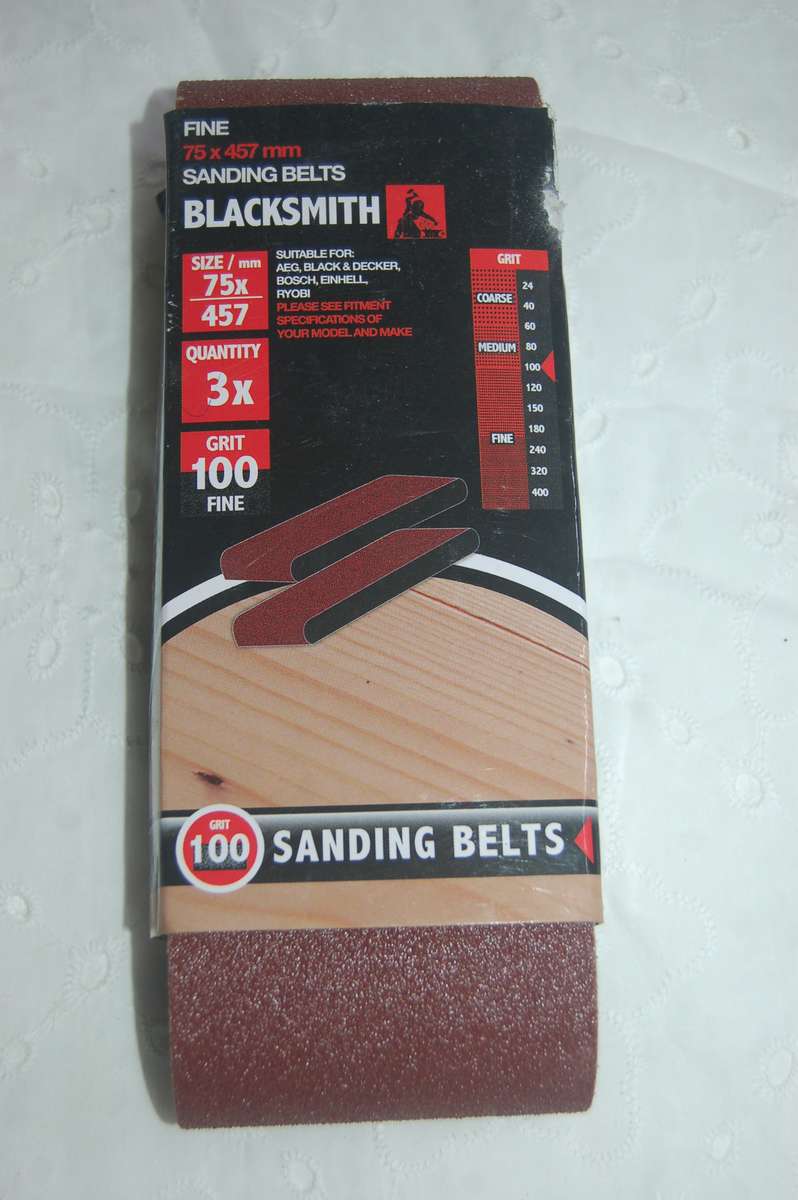 FINE
75 x 457 mm
SANDING BELTS
BLACKSMITH
SIZE / mm
75x
457
SUITABLE FOR:
AEG, BLACK & DECKER,
BOSCH, EINHELL,
RYOBI
PLEASE SEE FITMENT
SPECIFICATIONS OF
YOUR MODEL AND MAKE
QUANTITY
3x
GRIT
100
FINE
GRIT
24
COARSE
40
60
MEDIUM 80
100
120
150
180
FINE
240
320
400
GRIT
100
SANDING BELTS